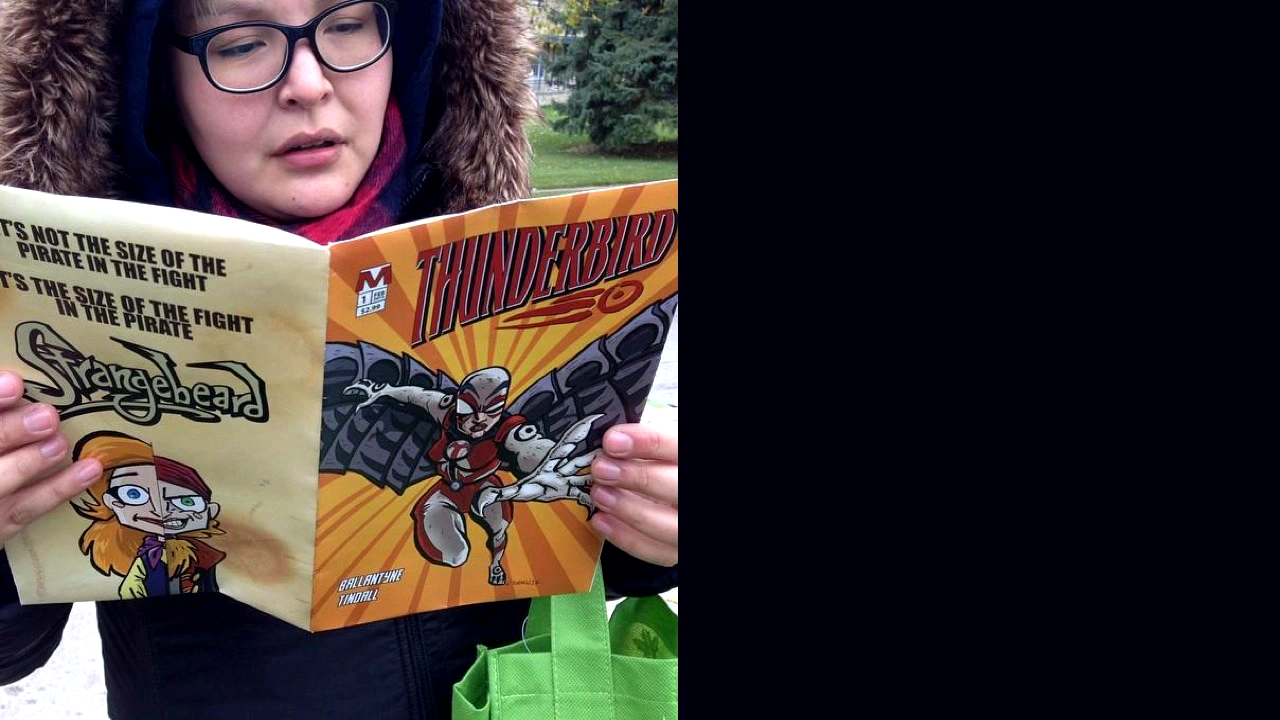 T'S NOT THE SIZE OF THE
PIRATE IN THE FIGHT
T'S THE SIZE OF THE FIGHT
IN THE PIRATE
Strangebeard
M
1
$2.99
THUNDERBIRD
BALLANTYNE
TINDALL